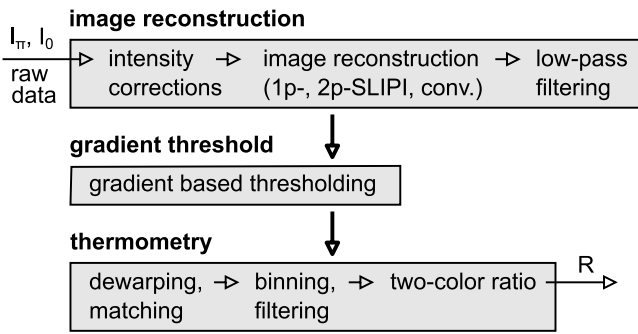 image reconstruction
Iπ, I0
raw
data
intensity
corrections
image reconstruction
(1p-, 2p-SLIPI, conv.)
low-pass
filtering
gradient threshold
gradient based thresholding
thermometry
dewarping,
matching
binning,
filtering
two-color ratio
R